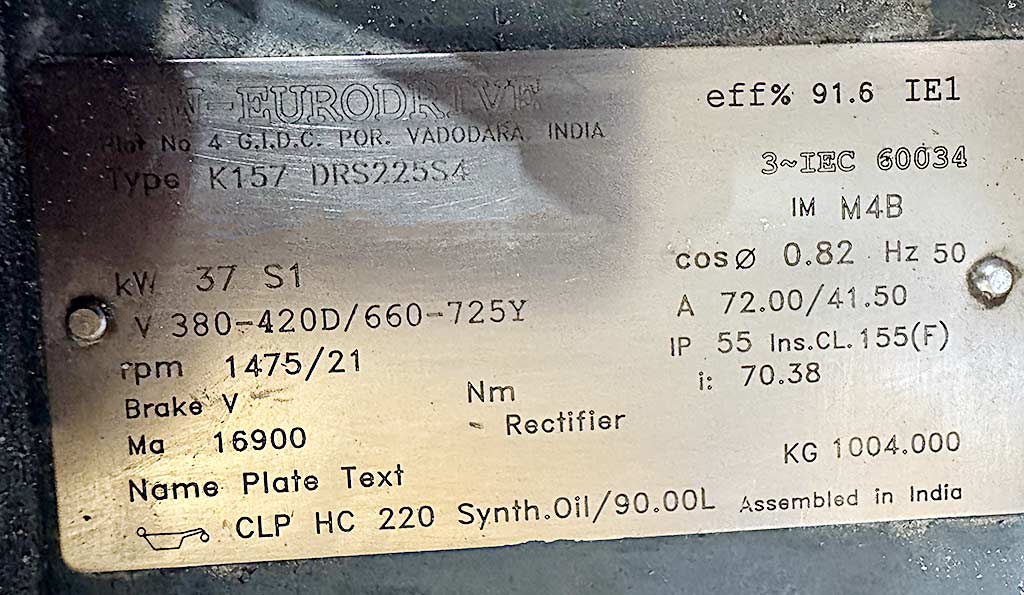 W-EURODRIVE
Plot No 4 G.I.D.C. POR. VADODARA, INDIA
Type K157 DRS225S4
eff% 91.6 IE1
3~IEC 60034
IM M4B
kW 37 S1
cosØ 0.82 Hz 50
V 380-420D/660-725Y
A 72.00/41.50
rpm 1475/21
IP 55 Ins.CL.155(F)
i: 70.38
Brake V
Nm
Ma 16900
- Rectifier
KG 1004.000
Name Plate Text
CLP HC 220 Synth.Oil/90.00L
Assembled in India